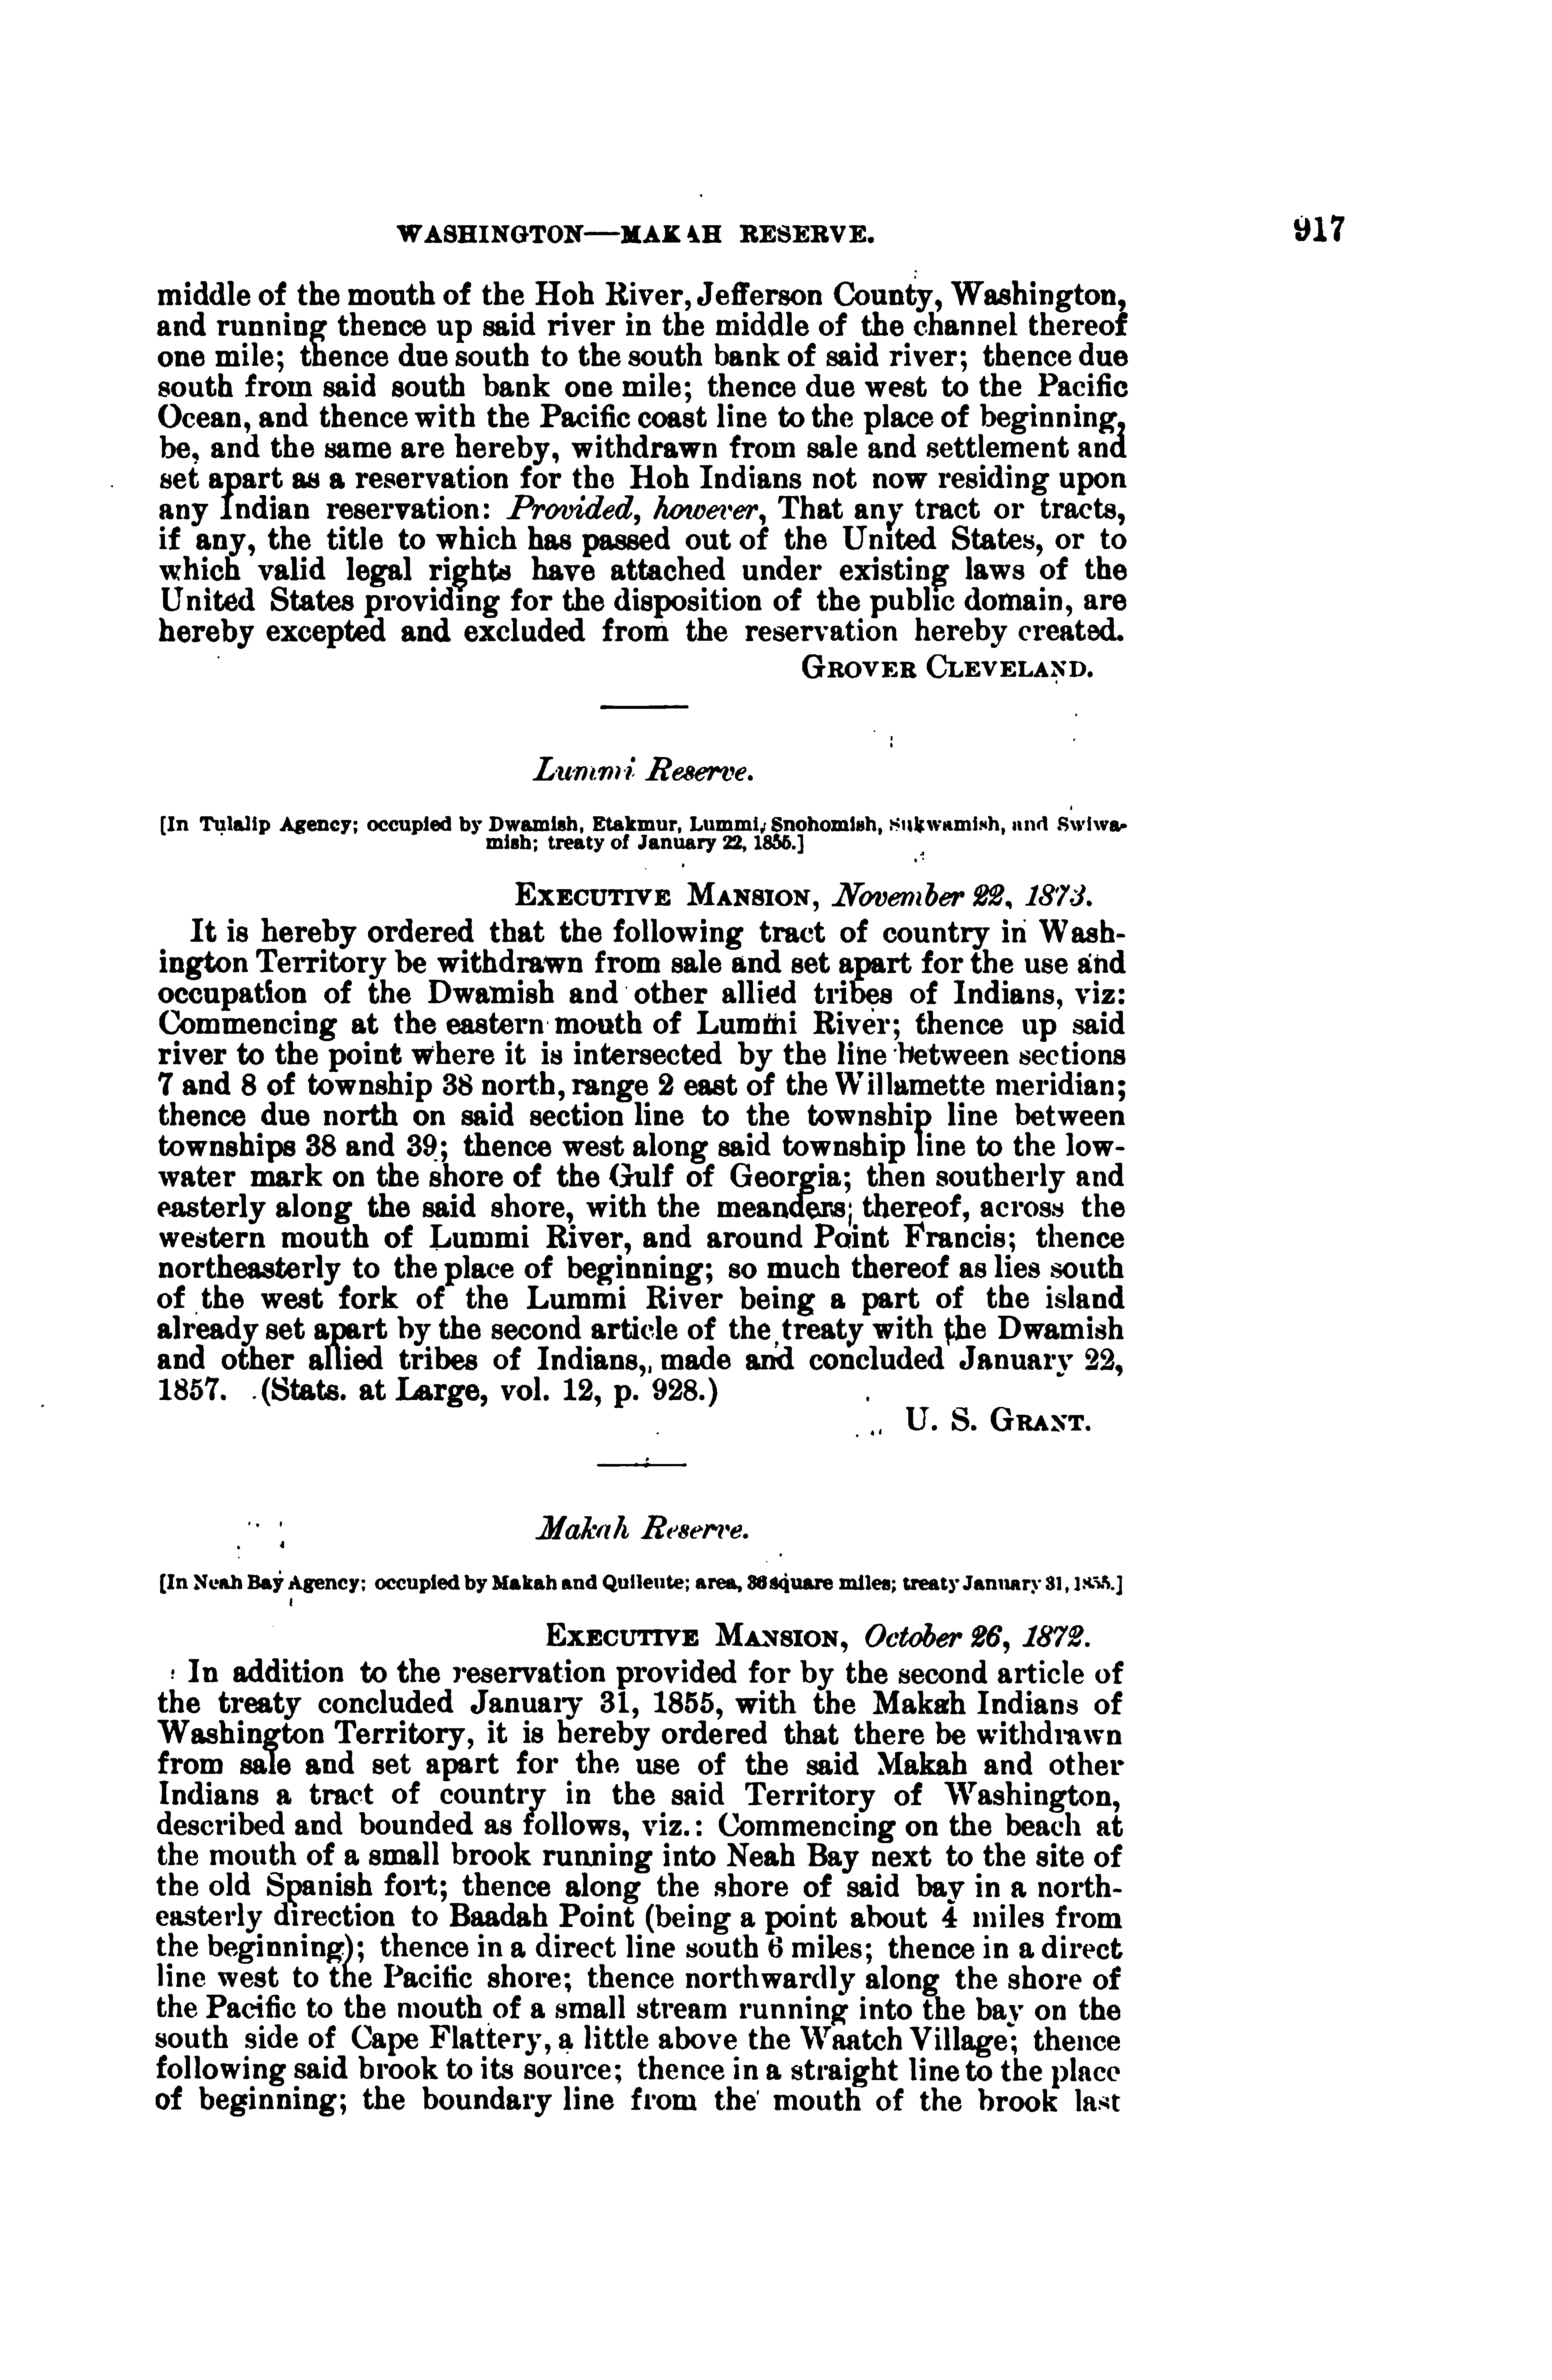 WASHINGTON—MAKAH RESERVE. 917
middle of the mouth of the Hoh River, Jefferson County, Washington,
and running thence up said river in the middle of the channel thereof
one mile; thence due south to the south bank of said river; thence due
south from said south bank one mile; thence due west to the Pacific
Ocean, and thence with the Pacific coast line to the place of beginning,
be, and the same are hereby, withdrawn from sale and settlement and
set apart as a reservation for the Hoh Indians not now residing upon
any Indian reservation: Provided, however, That any tract or tracts,
if any, the title to which has passed out of the United States, or to
which valid legal rights have attached under existing laws of the
United States providing for the disposition of the public domain, are
hereby excepted and excluded from the reservation hereby created.
GROVER CLEVELAND.
Lummi Reserve.
[In Tulalip Agency; occupied by Dwamish, Etakmur, Lummi, Snohomish, Sukwamish, and Swiwa-
mish; treaty of January 22, 1855.]
EXECUTIVE MANSION, November 22, 1873.
It is hereby ordered that the following tract of country in Wash-
ington Territory be withdrawn from sale and set apart for the use and
occupation of the Dwamish and other allied tribes of Indians, viz:
Commencing at the eastern mouth of Lummi River; thence up said
river to the point where it is intersected by the line between sections
7 and 8 of township 38 north, range 2 east of the Willamette meridian;
thence due north on said section line to the township line between
townships 38 and 39; thence west along said township line to the low-
water mark on the shore of the Gulf of Georgia; then southerly and
easterly along the said shore, with the meanders thereof, across the
western mouth of Lummi River, and around Point Francis; thence
northeasterly to the place of beginning; so much thereof as lies south
of the west fork of the Lummi River being a part of the island
already set apart by the second article of the treaty with the Dwamish
and other allied tribes of Indians, made and concluded January 22,
1857. (Stats. at Large, vol. 12, p. 928.)
U. S. GRANT.
Makah Reserve.
[In Neah Bay Agency; occupied by Makah and Quileute; area, 36 square miles; treaty January 31, 1855.]
EXECUTIVE MANSION, October 26, 1872.
In addition to the reservation provided for by the second article of
the treaty concluded January 31, 1855, with the Makah Indians of
Washington Territory, it is hereby ordered that there be withdrawn
from sale and set apart for the use of the said Makah and other
Indians a tract of country in the said Territory of Washington,
described and bounded as follows, viz.: Commencing on the beach at
the mouth of a small brook running into Neah Bay next to the site of
the old Spanish fort; thence along the shore of said bay in a north-
easterly direction to Baadah Point (being a point about 4 miles from
the beginning); thence in a direct line south 6 miles; thence in a direct
line west to the Pacific shore; thence northwardly along the shore of
the Pacific to the mouth of a small stream running into the bay on the
south side of Cape Flattery, a little above the Waatch Village; thence
following said brook to its source; thence in a straight line to the place
of beginning; the boundary line from the mouth of the brook last